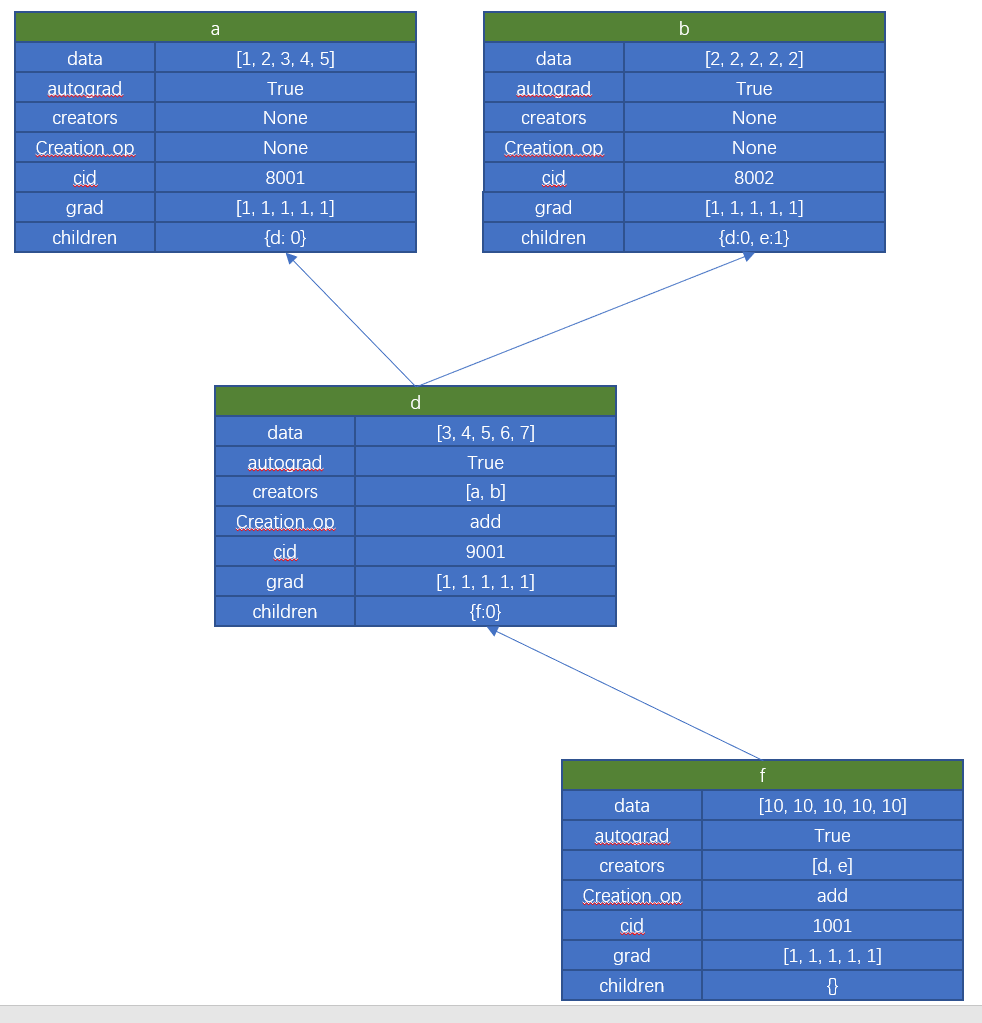 a
data [1, 2, 3, 4, 5]
autograd True
creators None
Creation_op None
cid 8001
grad [1, 1, 1, 1, 1]
children {d: 0}
b
data [2, 2, 2, 2, 2]
autograd True
creators None
Creation_op None
cid 8002
grad [1, 1, 1, 1, 1]
children {d:0, e:1}
d
data [3, 4, 5, 6, 7]
autograd True
creators [a, b]
Creation_op add
cid 9001
grad [1, 1, 1, 1, 1]
children {f:0}
f
data [10, 10, 10, 10, 10]
autograd True
creators [d, e]
Creation_op add
cid 1001
grad [1, 1, 1, 1, 1]
children {}